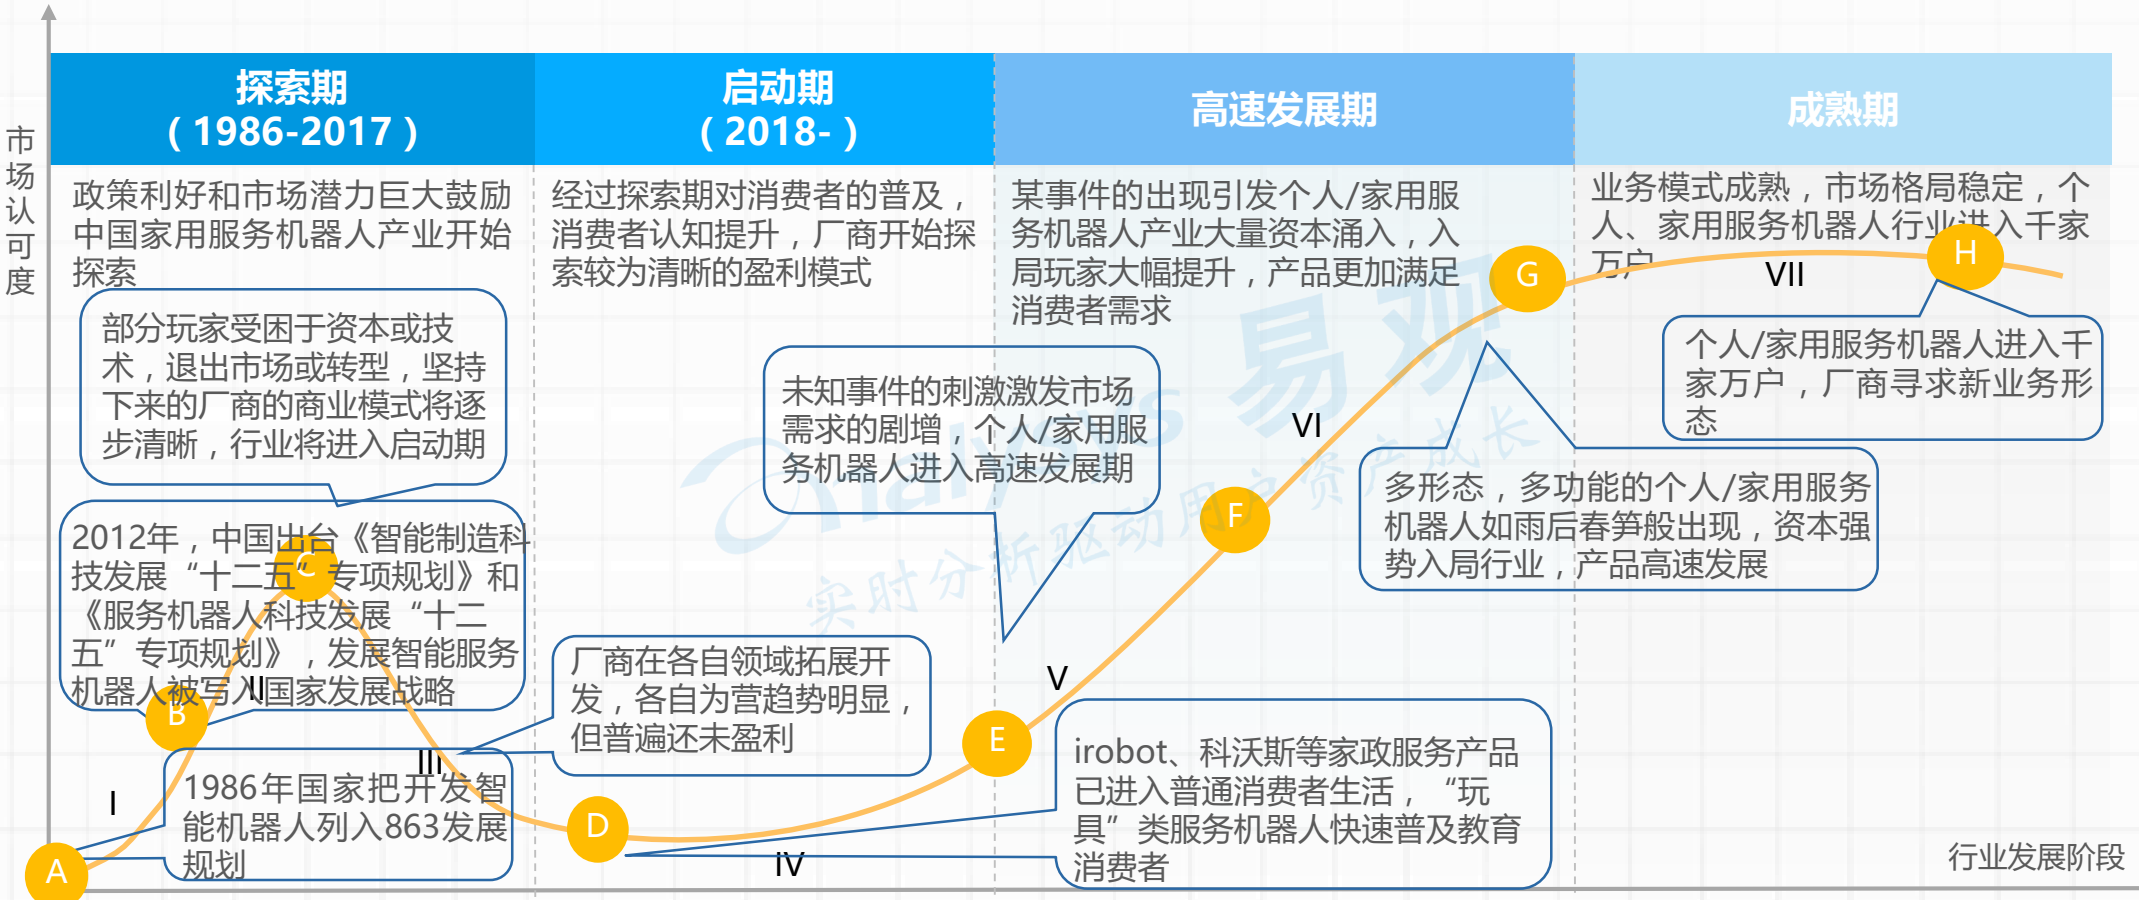 市场认可度
探索期
（1986-2017）
启动期
（2018-）
高速发展期
成熟期
政策利好和市场潜力巨大鼓励
中国家用服务机器人产业开始
探索
经过探索期对消费者的普及，
消费者认知提升，厂商开始探
索较为清晰的盈利模式
某事件的出现引发个人/家用服
务机器人产业大量资本涌入，入
局玩家大幅提升，产品更加满足
消费者需求
业务模式成熟，市场格局稳定，个
人、家用服务机器人行业进入千家
万户
部分玩家受困于资本或技
术，退出市场或转型，坚持
下来的厂商的商业模式将逐
步清晰，行业将进入启动期
2012年，中国出台《智能制造科
技发展“十二五”专项规划》和
《服务机器人科技发展“十二
五”专项规划》，发展智能服务
机器人被写入国家发展战略
1986年国家把开发智
能机器人列入863发展
规划
厂商在各自领域拓展开
发，各自为营趋势明显，
但普遍还未盈利
未知事件的刺激激发市场
需求的剧增，个人/家用服
务机器人进入高速发展期
irobot、科沃斯等家政服务产品
已进入普通消费者生活，“玩
具”类服务机器人快速普及教育
消费者
多形态，多功能的个人/家用服务
机器人如雨后春笋般出现，资本强
势入局行业，产品高速发展
个人/家用服务机器人进入千
家万户，厂商寻求新业务形
态
A
B
C
D
E
F
G
H
I
II
III
IV
V
VI
VII
行业发展阶段
analysys 易观
实时分析驱动用户资产成长